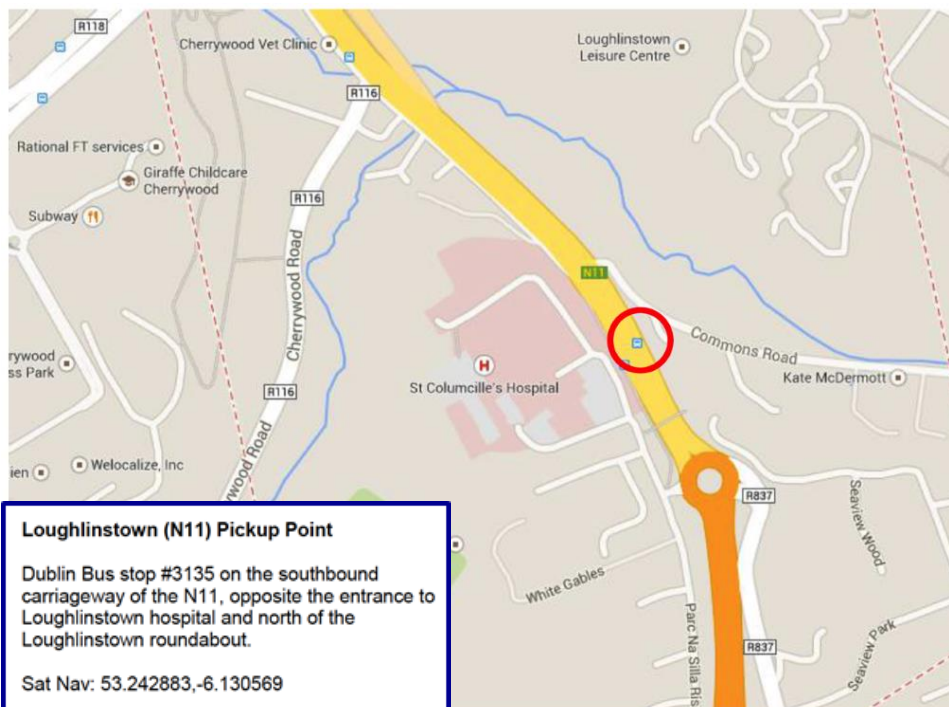 R118
Cherrywood Vet Clinic
Loughlinstown
Leisure Centre
R116
Rational FT services
Giraffe Childcare
Cherrywood
R116
Subway
Cherrywood Road
N11
Commons Road
rywood
ss Park
H
St Columcille's Hospital
Kate McDermott
R116
rywood Road
ien
Welocalize, Inc
R837
Seaview Wood
White Gables
Parc Na Silla Ris
R837
Seaview Park
Loughlinstown (N11) Pickup Point
Dublin Bus stop #3135 on the southbound
carriageway of the N11, opposite the entrance to
Loughlinstown hospital and north of the
Loughlinstown roundabout.
Sat Nav: 53.242883,-6.130569